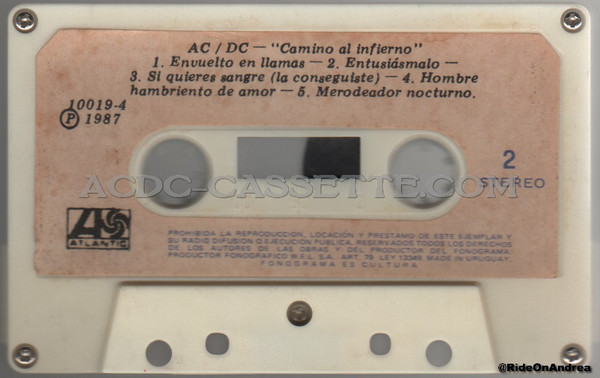 AC / DC — "Camino al infierno"
1. Envuelto en llamas — 2. Entusiásmalo —
3. Si quieres sangre (la conseguiste) — 4. Hombre
hambriento de amor — 5. Merodeador nocturno.
10019-4
℗ 1987
2
STEREO
ACDC-CASSETTE.COM
ATLANTIC
PROHIBIDA LA REPRODUCCION, LOCACION Y PRESTAMO DE ESTE EJEMPLAR Y
SU RADIO DIFUSION O EJECUCION PUBLICA, RESERVADOS TODOS LOS DERECHOS
DE LOS AUTORES DE LAS OBRAS Y DEL PRODUCTOR DEL FONOGRAMA:
PRODUCTOR FONOGRAFICO W.E.L. S.A. ART. 79 LEY 13349. MADE IN URUGUAY.
FONOGRAMA ES CULTURA
@RideOnAndrea